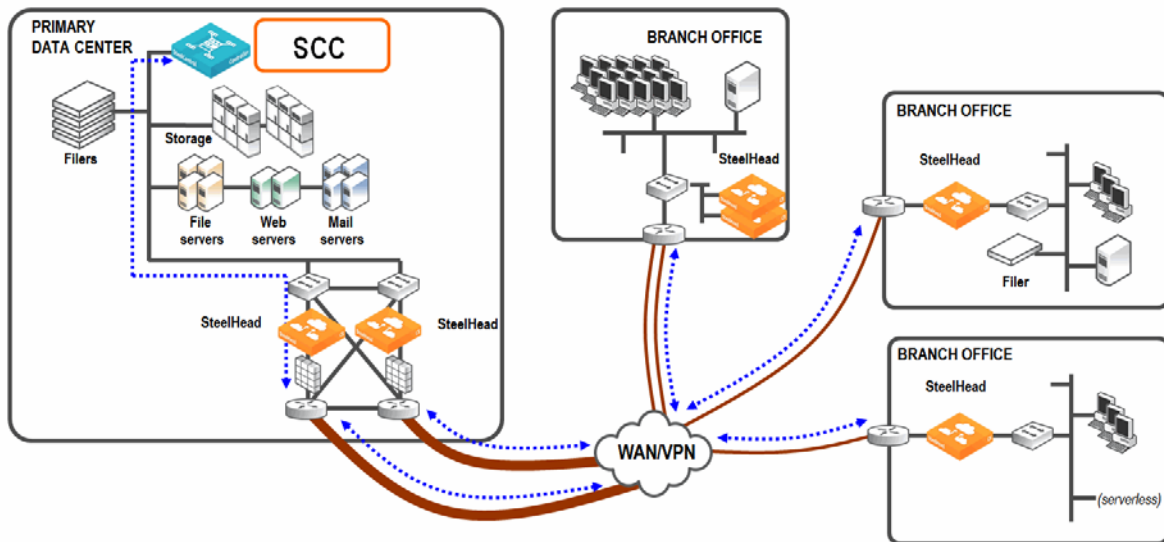 PRIMARY
DATA CENTER
SCC
Filers
Storage
File
servers
Web
servers
Mail
servers
SteelHead
SteelHead
BRANCH OFFICE
SteelHead
BRANCH OFFICE
SteelHead
Filer
BRANCH OFFICE
SteelHead
(serverless)
WAN/VPN